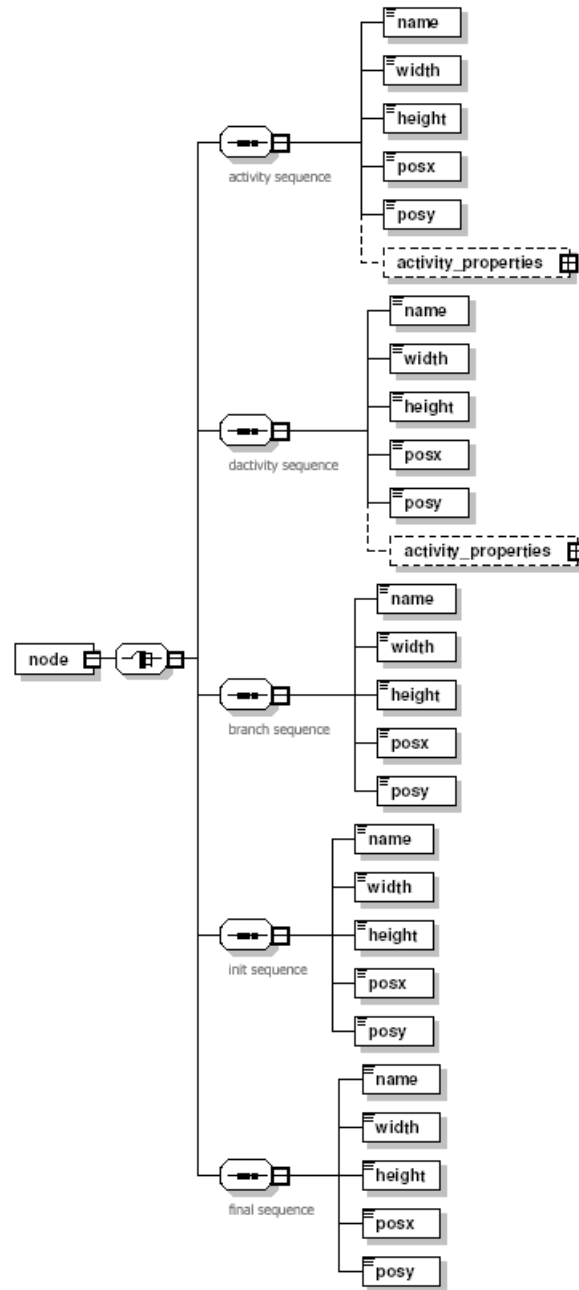 name
width
height
posx
posy
activity_properties
activity sequence
name
width
height
posx
posy
activity_properties
dactivity sequence
node
name
width
height
posx
posy
branch sequence
name
width
height
posx
posy
init sequence
name
width
height
posx
posy
final sequence